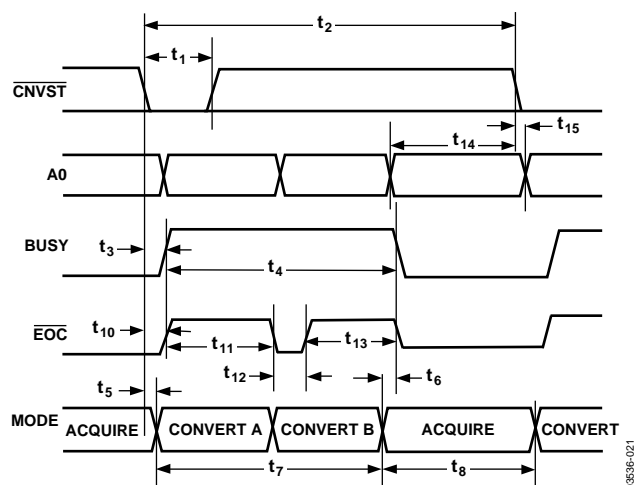 t2
t1
CNVST
t14
t15
A0
BUSY
t3
t4
EOC
t10
t11
t13
t12
t6
t5
MODE
ACQUIRE
CONVERT A
CONVERT B
ACQUIRE
CONVERT
t7
t8
03536-021